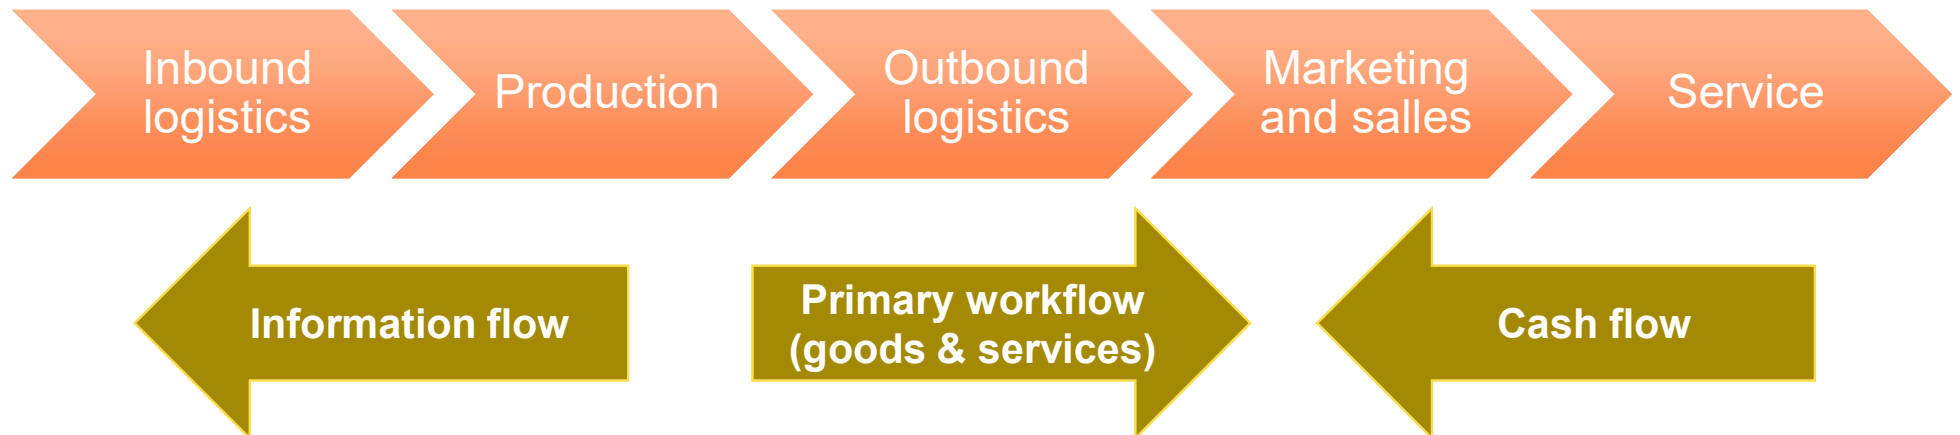 Inbound
logistics
Production
Outbound
logistics
Marketing
and salles
Service
Information flow
Primary workflow
(goods & services)
Cash flow